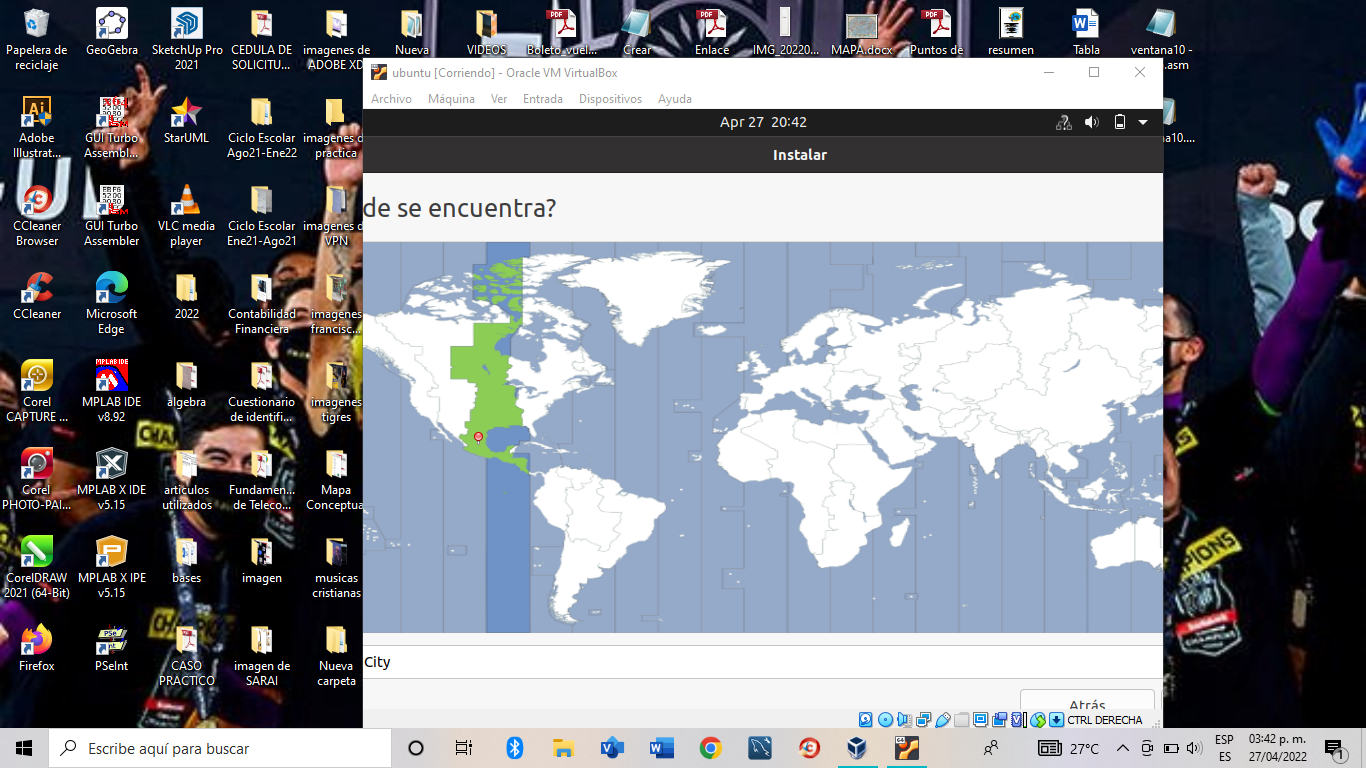 Papelera de
reciclaje
GeoGebra
SketchUp Pro
2021
CEDULA DE
SOLICITU...
imagenes de
ADOBE XD
Nueva
VIDEOS
Boleto_vuel...
Crear
Enlace
IMG_20220...
MAPA.docx
Puntos de
resumen
Tabla
ventana10 -
.asm
ubuntu [Corriendo] - Oracle VM VirtualBox
Archivo
Máquina
Ver
Entrada
Dispositivos
Ayuda
Apr 27 20:42
Instalar
de se encuentra?
City
Atrás
CTRL DERECHA
Adobe
Illustrat...
GUI Turbo
Assembl...
StarUML
Ciclo Escolar
Ago21-Ene22
imagenes d
practica
na10....
CCleaner
Browser
GUI Turbo
Assembler
VLC media
player
Ciclo Escolar
Ene21-Ago21
imagenes d
VPN
CCleaner
Microsoft
Edge
2022
Contabilidad
Financiera
imagenes
francisc...
Corel
CAPTURE ...
MPLAB IDE
v8.92
algebra
Cuestionario
de identifi...
imagenes
tigres
Corel
PHOTO-PAI...
MPLAB X IDE
v5.15
articulos
utilizados
Fundamen...
de Teleco...
Mapa
Conceptua
CorelDRAW
2021 (64-Bit)
MPLAB X IPE
v5.15
bases
imagen
musicas
cristianas
Firefox
PSeInt
CASO
PRACTICO
imagen de
SARAI
Nueva
carpeta
Escribe aquí para buscar
27°C
ESP
ES
03:42 p. m.
27/04/2022
1